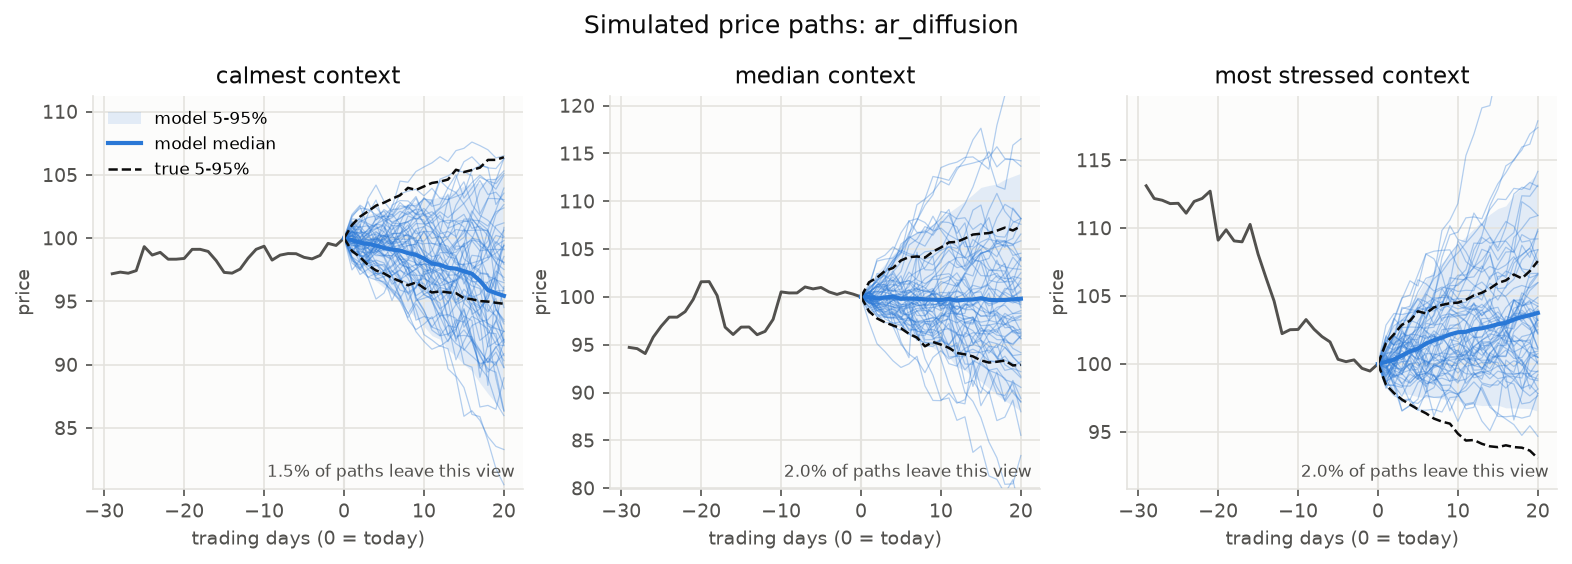 Simulated price paths: ar_diffusion
calmest context
110
105
100
95
90
85
model 5-95%
model median
true 5-95%
1.5% of paths leave this view
−30
−20
−10
0
10
20
trading days (0 = today)
price
median context
120
115
110
105
100
95
90
85
80
2.0% of paths leave this view
−30
−20
−10
0
10
20
trading days (0 = today)
price
most stressed context
115
110
105
100
95
2.0% of paths leave this view
−30
−20
−10
0
10
20
trading days (0 = today)
price